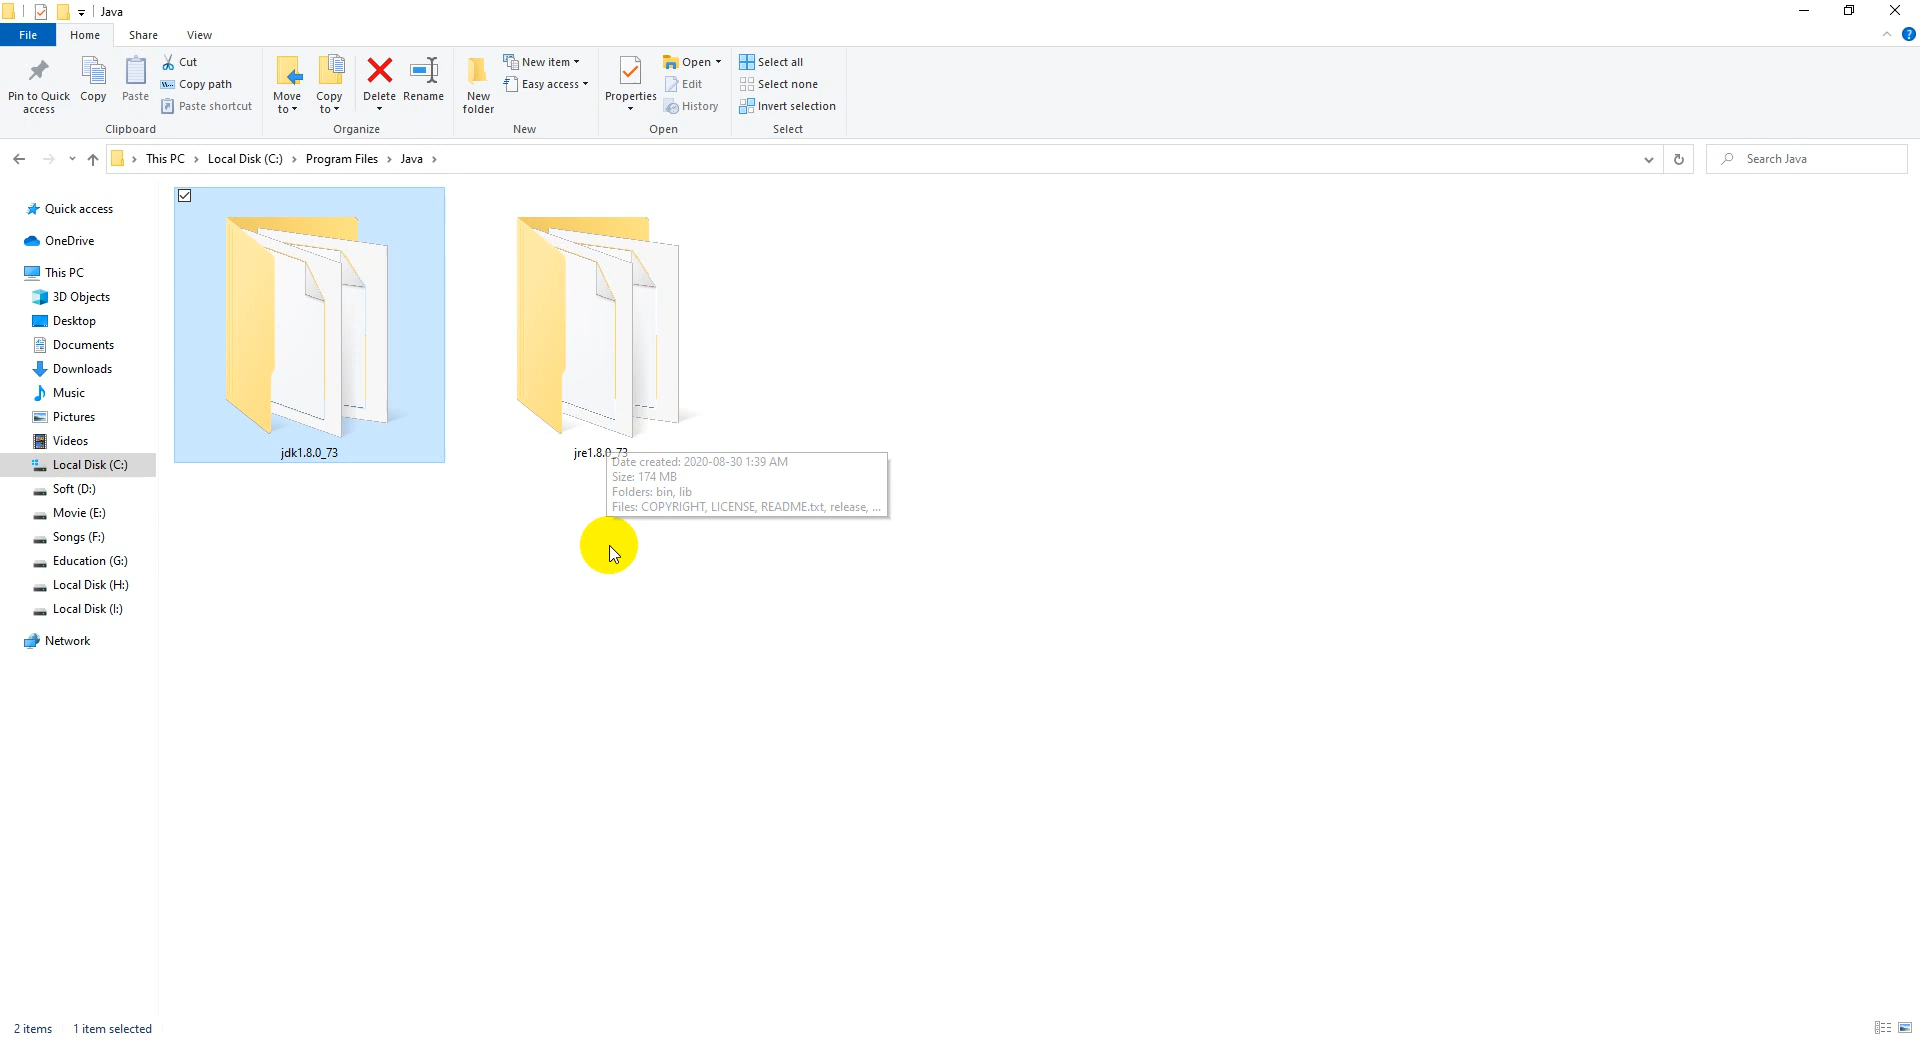 Java
File
Home
Share
View
Pin to Quick access
Copy
Paste
Cut
Copy path
Paste shortcut
Clipboard
Move to
Copy to
Delete
Rename
Organize
New folder
New item
Easy access
New
Properties
Open
Edit
History
Open
Select all
Select none
Invert selection
Select
This PC > Local Disk (C:) > Program Files > Java >
Search Java
Quick access
OneDrive
This PC
3D Objects
Desktop
Documents
Downloads
Music
Pictures
Videos
Local Disk (C:)
Soft (D:)
Movie (E:)
Songs (F:)
Education (G:)
Local Disk (H:)
Local Disk (I:)
Network
jdk1.8.0_73
jre1.8.0_73
Date created: 2020-08-30 1:39 AM
Size: 174 MB
Folders: bin, lib
Files: COPYRIGHT, LICENSE, README.txt, release, ...
2 items
1 item selected